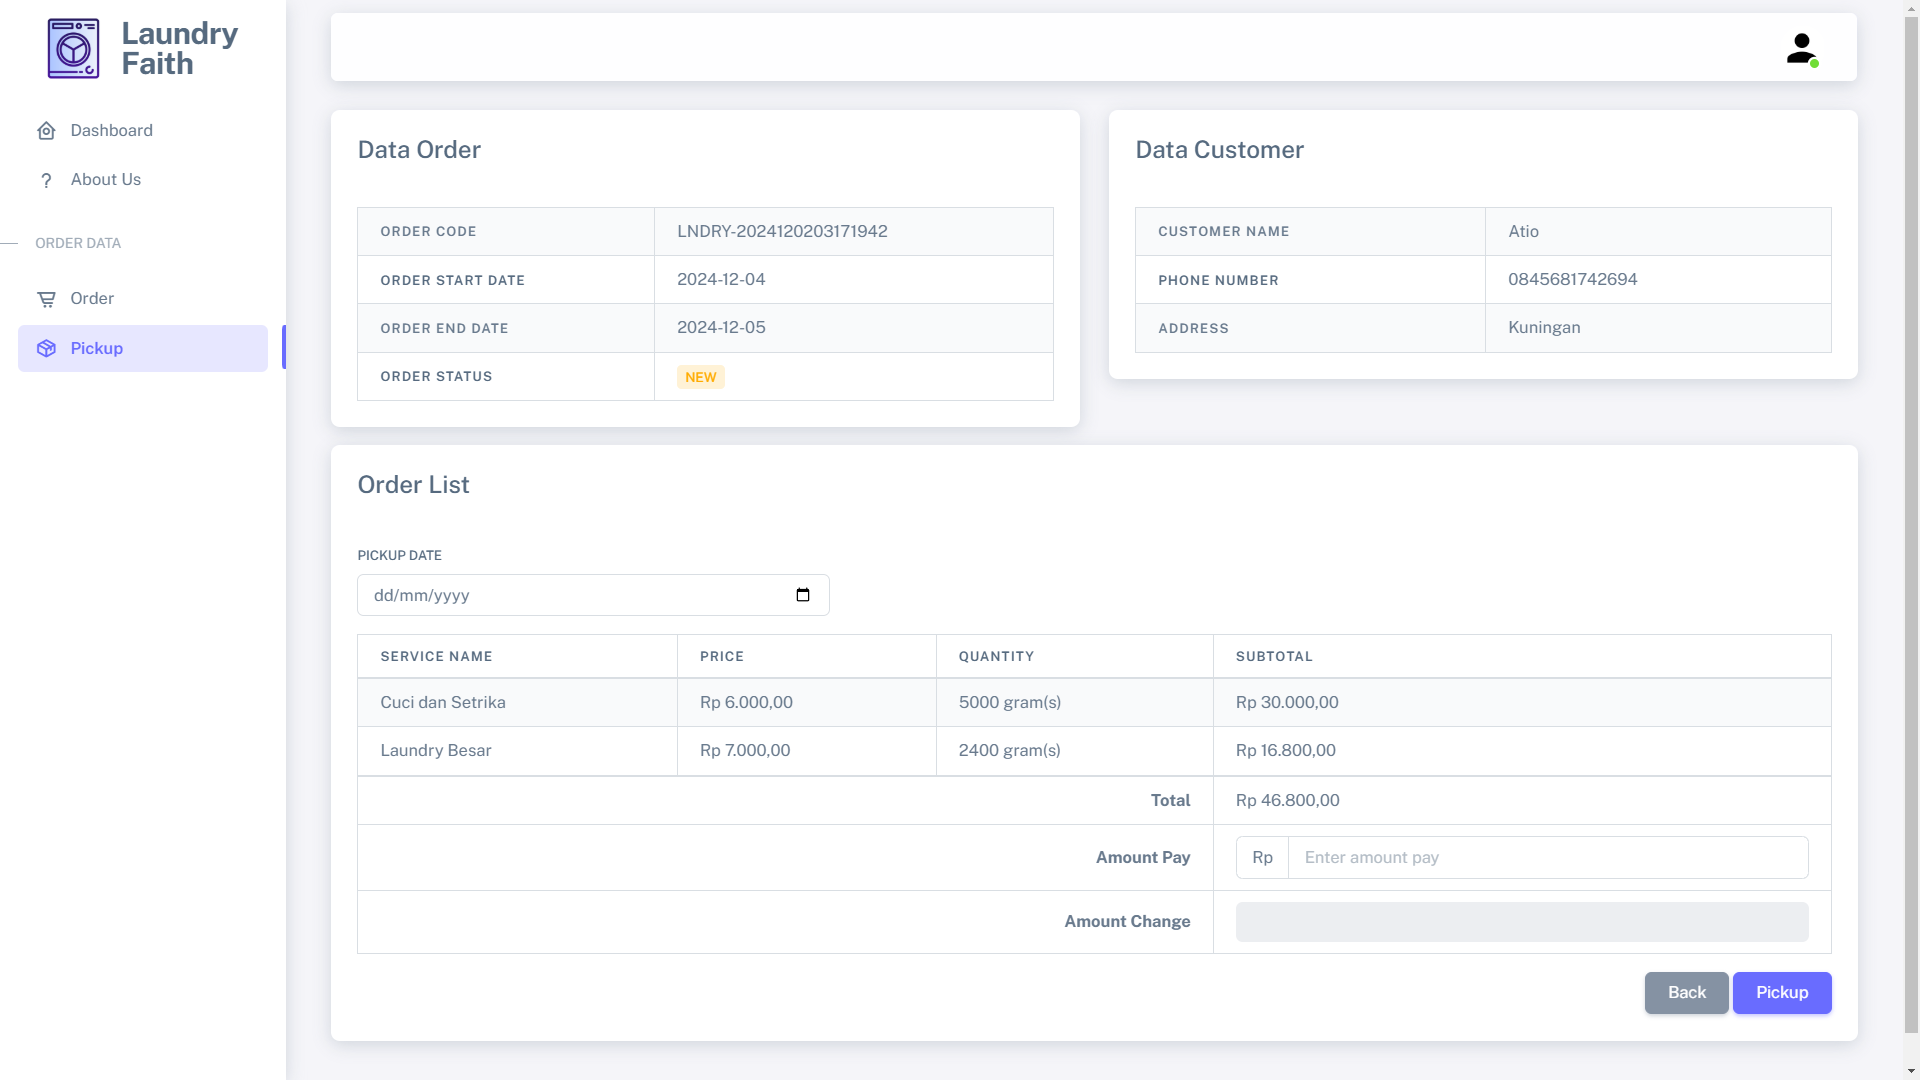 Laundry
Faith
Dashboard
? About Us
ORDER DATA
Order
Pickup
Data Order
ORDER CODE LNDRY-2024120203171942
ORDER START DATE 2024-12-04
ORDER END DATE 2024-12-05
ORDER STATUS NEW
Data Customer
CUSTOMER NAME Atio
PHONE NUMBER 0845681742694
ADDRESS Kuningan
Order List
PICKUP DATE
dd/mm/yyyy
SERVICE NAME PRICE QUANTITY SUBTOTAL
Cuci dan Setrika Rp 6.000,00 5000 gram(s) Rp 30.000,00
Laundry Besar Rp 7.000,00 2400 gram(s) Rp 16.800,00
Total Rp 46.800,00
Amount Pay Rp Enter amount pay
Amount Change
Back Pickup